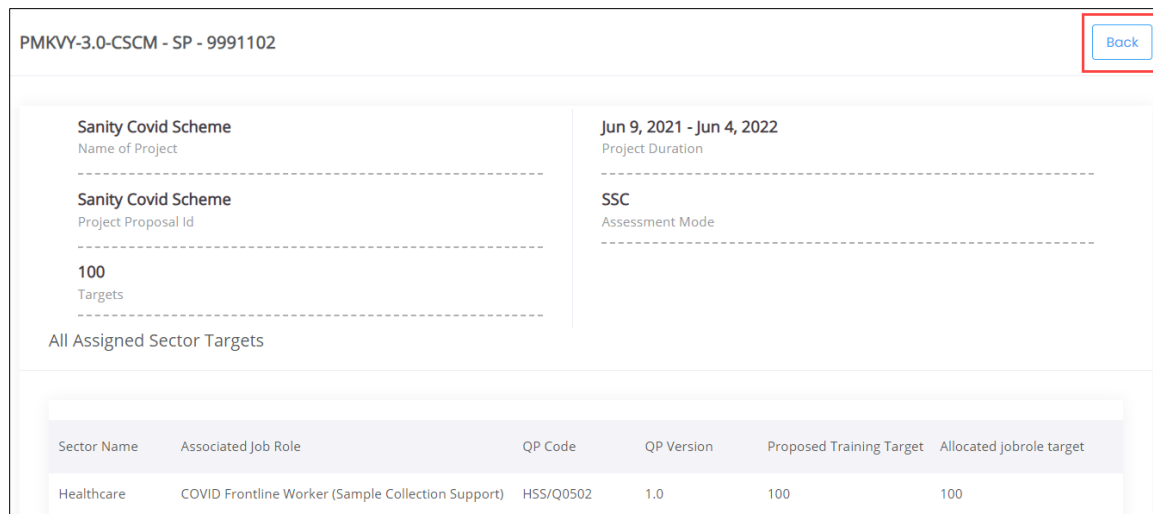 PMKVY-3.0-CSCM - SP - 9991102
Back
Sanity Covid Scheme
Name of Project
Jun 9, 2021 - Jun 4, 2022
Project Duration
Sanity Covid Scheme
Project Proposal Id
SSC
Assessment Mode
100
Targets
All Assigned Sector Targets
Sector Name Associated Job Role QP Code QP Version Proposed Training Target Allocated jobrole target
Healthcare COVID Frontline Worker (Sample Collection Support) HSS/Q0502 1.0 100 100